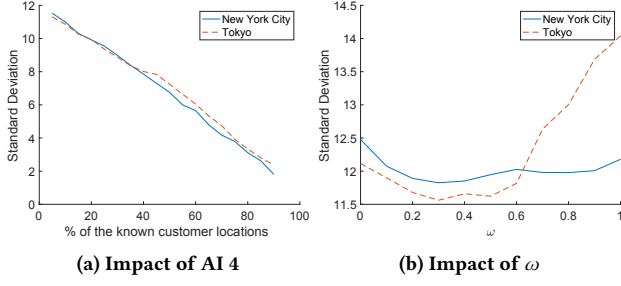 12
10
8
6
4
2
0
Standard Deviation
New York City
Tokyo
0 20 40 60 80 100
% of the known customer locations
(a) Impact of AI 4
14.5
14
13.5
13
12.5
12
11.5
Standard Deviation
New York City
Tokyo
0 0.2 0.4 0.6 0.8 1
ω
(b) Impact of ω